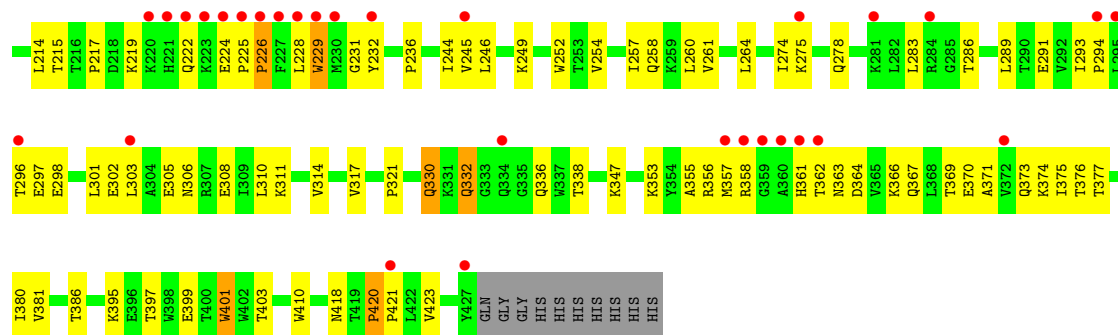 L214 T215 T216 P217 D218 K219 K220 H221 Q222 K223 E224 P225 P226 F227 L228 W229 M230 G231 Y232 P236 I244 V245 L246 K249 W252 T253 V254 I257 Q258 K259 L260 V261 L264 I274 K275 Q278 K281 L282 L283 R284 G285 T286 L289 T290 E291 V292 I293 P294 L295
T296 E297 E298 L301 E302 L303 A304 E305 N306 R307 E308 I309 L310 K311 V314 V317 P321 Q330 K331 Q332 G333 Q334 G335 Q336 W337 T338 K347 K353 Y354 A355 R356 M357 R358 G359 A360 H361 T362 N363 D364 V365 K366 Q367 L368 T369 E370 A371 V372 Q373 K374 I375 T376 T377
I380 V381 T386 K395 E396 T397 W398 E399 T400 W401 W402 T403 W410 N418 T419 P420 P421 L422 V423 Y427 GLN GLY GLY HIS HIS HIS HIS HIS HIS HIS